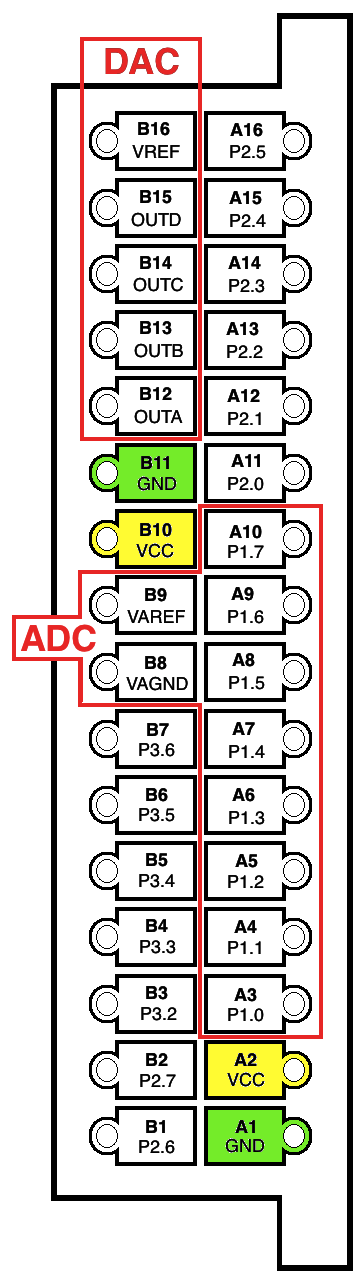 DAC
B16
VREF
A16
P2.5
B15
OUTD
A15
P2.4
B14
OUTC
A14
P2.3
B13
OUTB
A13
P2.2
B12
OUTA
A12
P2.1
B11
GND
A11
P2.0
B10
VCC
A10
P1.7
B9
VAREF
A9
P1.6
ADC
B8
VAGND
A8
P1.5
B7
P3.6
A7
P1.4
B6
P3.5
A6
P1.3
B5
P3.4
A5
P1.2
B4
P3.3
A4
P1.1
B3
P3.2
A3
P1.0
B2
P2.7
A2
VCC
B1
P2.6
A1
GND